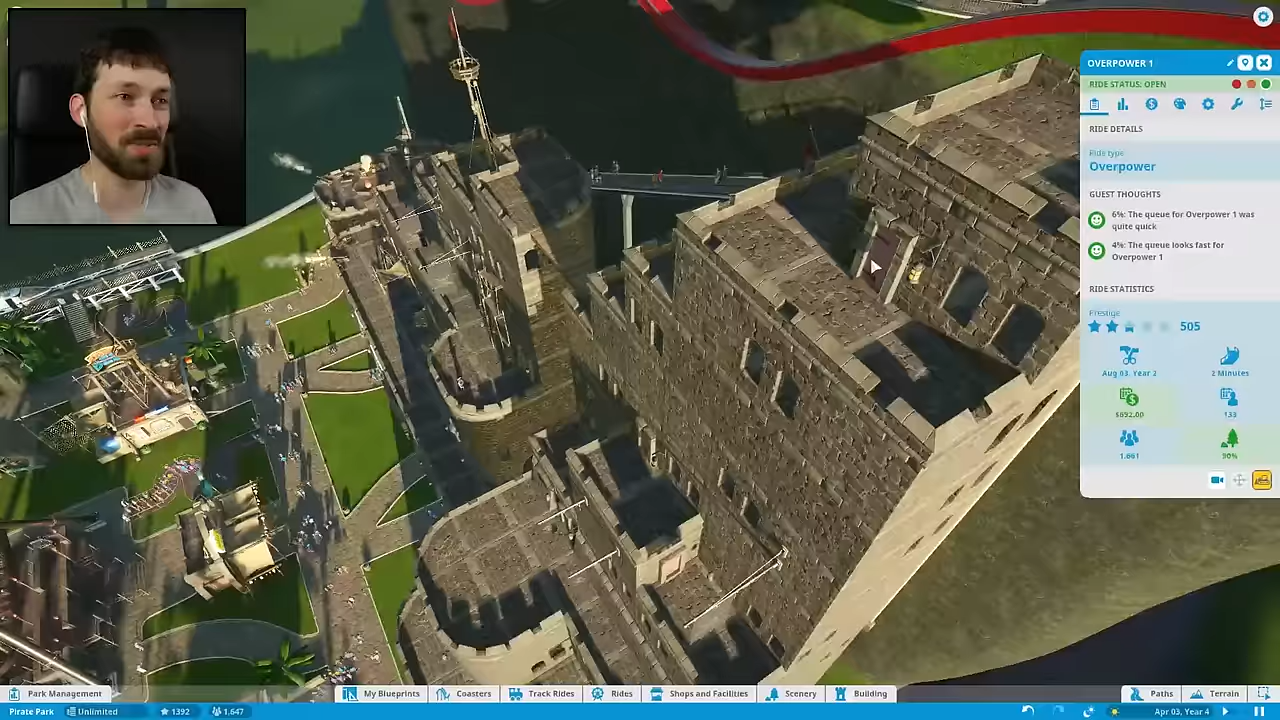 OVERPOWER 1
RIDE STATUS: OPEN
RIDE DETAILS
Ride type
Overpower
GUEST THOUGHTS
6%: The queue for Overpower 1 was
quite quick
4%: The queue looks fast for
Overpower 1
RIDE STATISTICS
Prestige
505
Aug 03, Year 2
2 Minutes
$692.00
133
1,661
90%
Park Management
My Blueprints
Coasters
Track Rides
Rides
Shops and Facilities
Scenery
Building
Paths
Terrain
Pirate Park
Unlimited
1392
1,647
Apr 03, Year 4